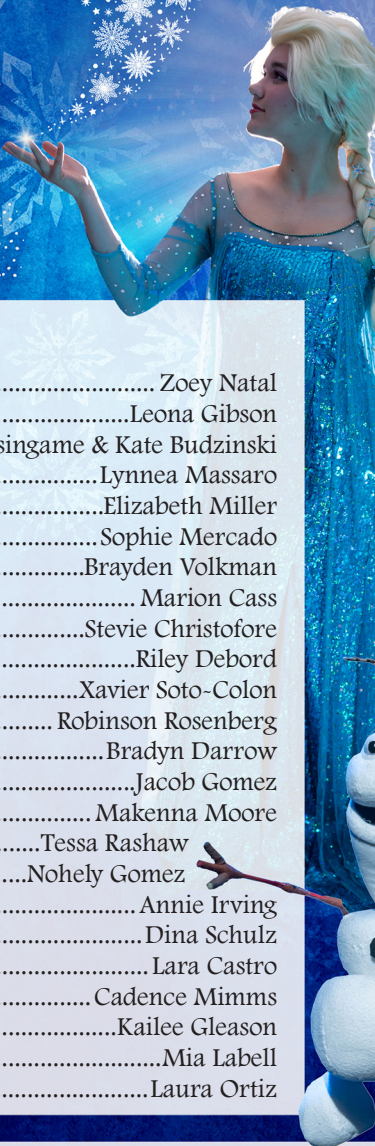 ........................... Zoey Natal
......................Leona Gibson
singame & Kate Budzinski
.................Lynnea Massaro
..................Elizabeth Miller
.................Sophie Mercado
...............Brayden Volkman
........................ Marion Cass
...............Stevie Christofore
.......................Riley Debord
..............Xavier Soto-Colon
......... Robinson Rosenberg
..................Bradyn Darrow
.......................Jacob Gomez
................ Makenna Moore
.......Tessa Rashaw
.....Nohely Gomez
........................Annie Irving
.........................Dina Schulz
..........................Lara Castro
................Cadence Mimms
....................Kailee Gleason
............................Mia Labell
..........................Laura Ortiz